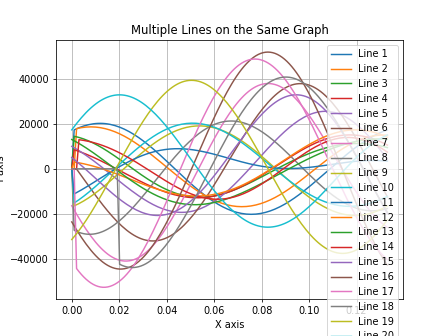 Multiple Lines on the Same Graph
40000
20000
0
−20000
−40000
0.00
0.02
0.04
0.06
0.08
0.10
X axis
Line 1
Line 2
Line 3
Line 4
Line 5
Line 7
Line 8
Line 9
Line 10
Line 11
Line 12
Line 13
Line 14
Line 15
Line 16
Line 17
Line 18
Line 19
Line 20